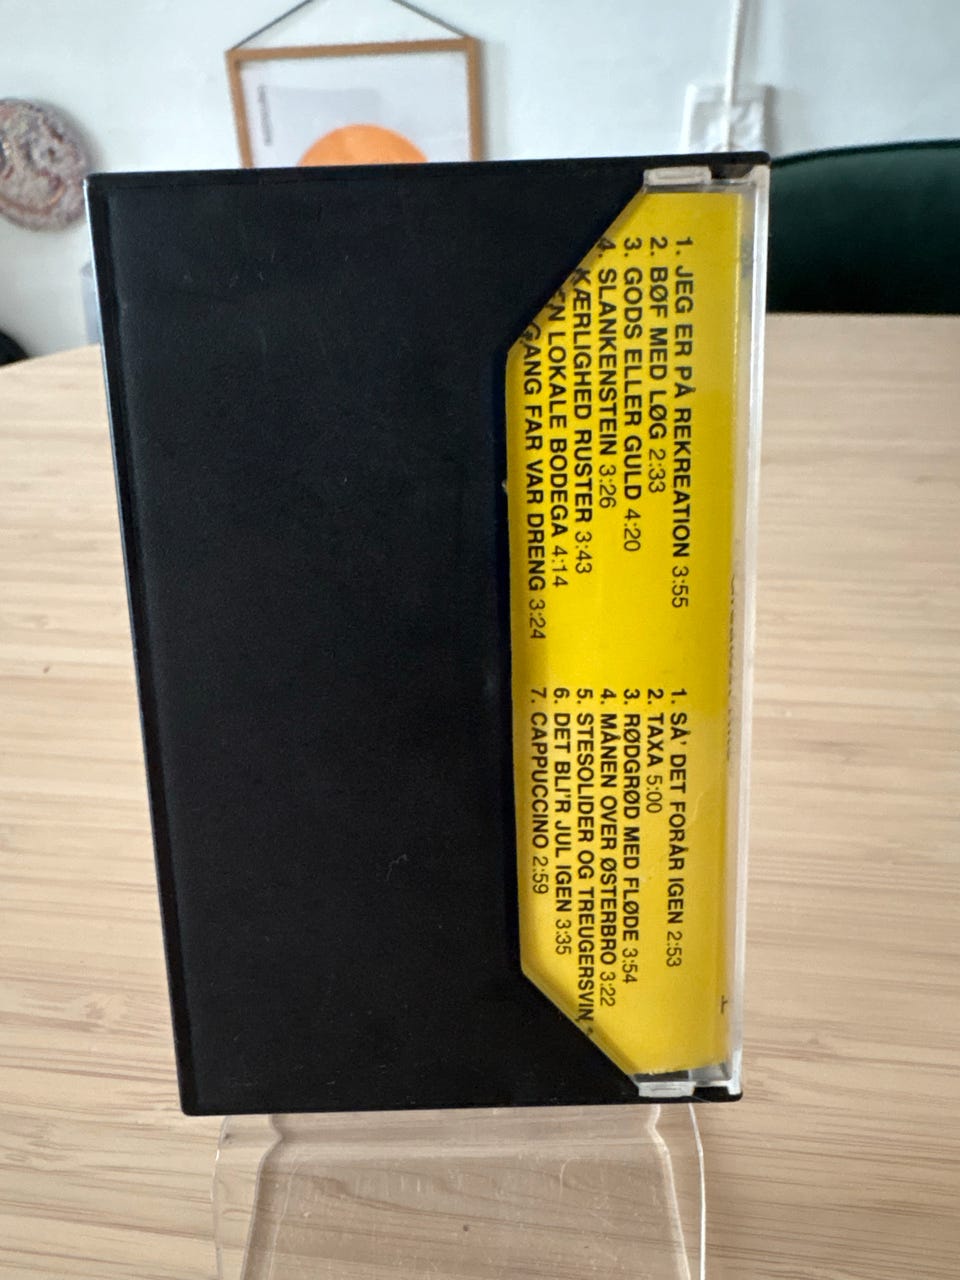 1. JEG ER PÅ REKREATION 3:55
2. BØF MED LØG 2:33
3. GODS ELLER GULD 4:20
4. SLANKENSTEIN 3:26
KÆRLIGHED RUSTER 3:43
LOKALE BODEGA 4:14
GANG FAR VAR DRENG 3:24
1. SÅ' DET FORÅR IGEN 2:53
2. TAXA 5:00
3. RØDGRØD MED FLØDE 3:54
4. MÅNEN OVER ØSTERBRO 3:22
5. STESOLIDER OG TREUGERSVIN
6. DET BLI'R JUL IGEN 3:35
7. CAPPUCCINO 2:59